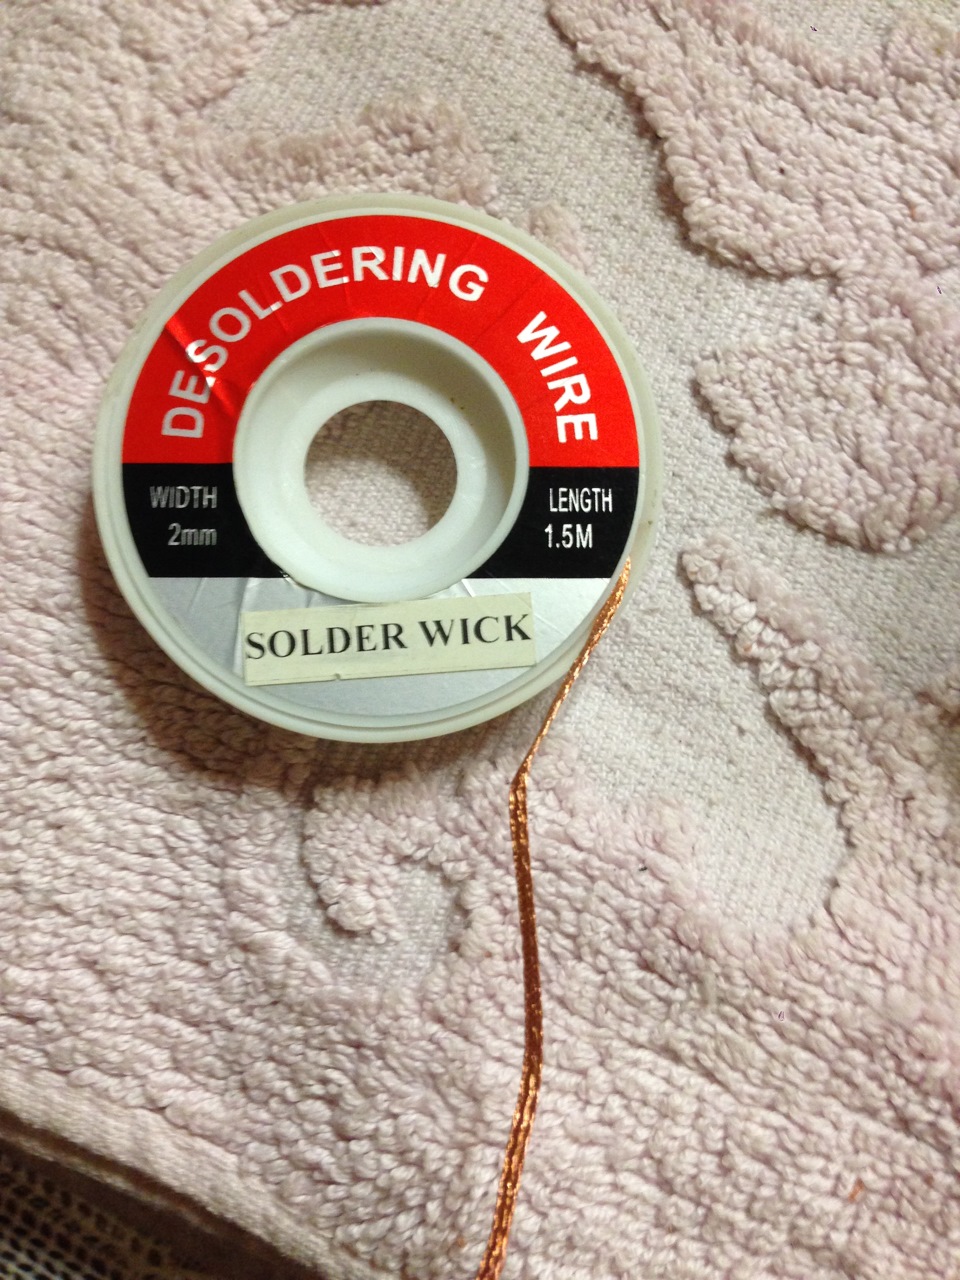 DESOLDERING WIRE
WIDTH
2mm
LENGTH
1.5M
SOLDER WICK